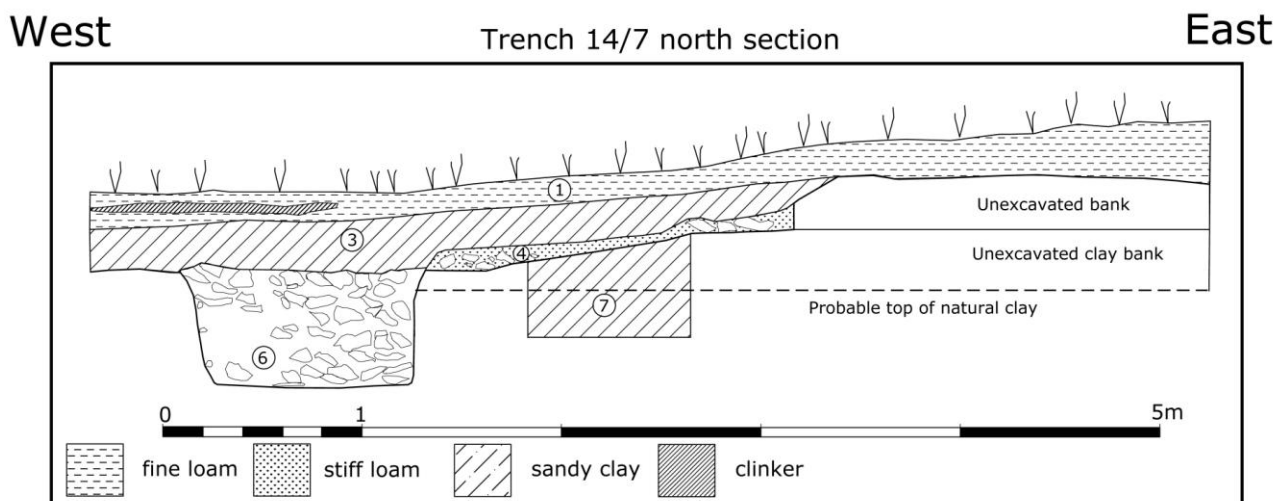 West
East
Trench 14/7 north section
1
Unexcavated bank
3
4
Unexcavated clay bank
7
Probable top of natural clay
6
0 1 5m
fine loam stiff loam sandy clay clinker